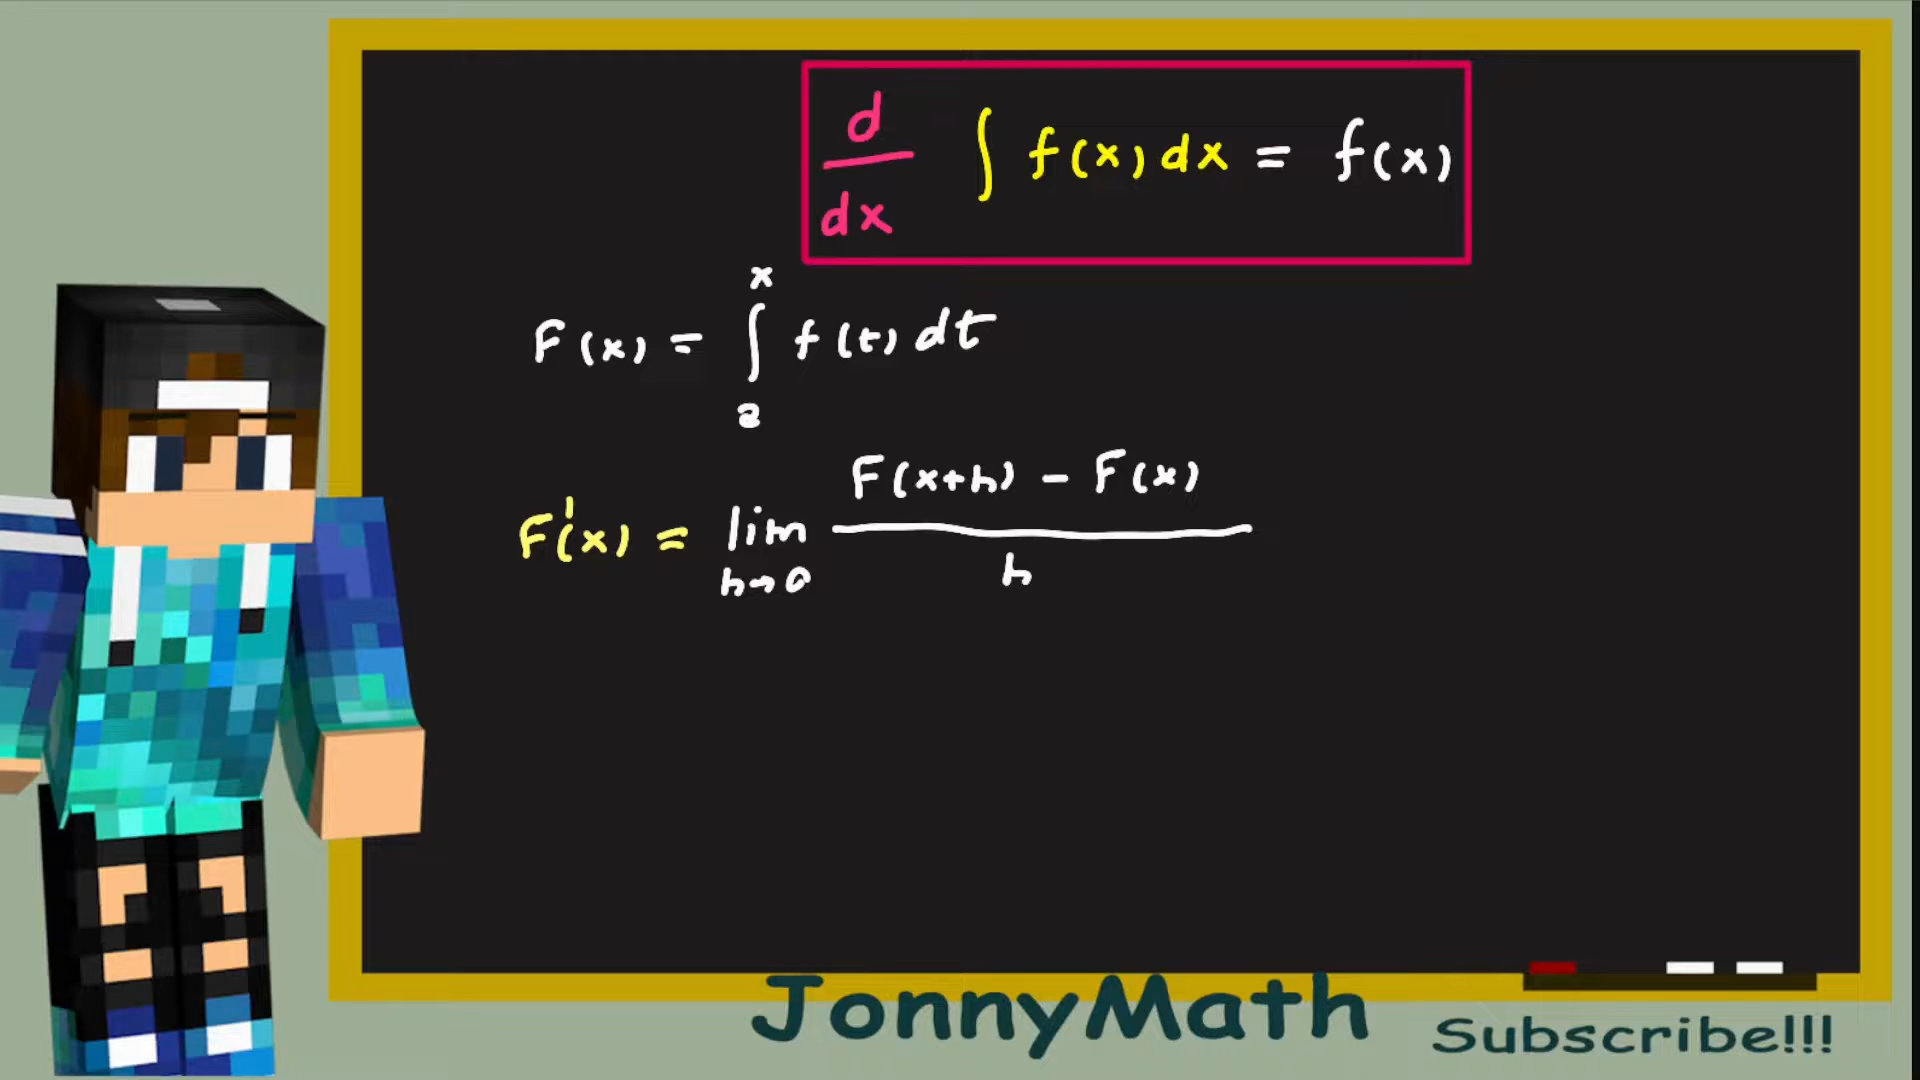 d/dx ∫ f(x) dx = f(x)
F(x) = ∫ₐˣ f(t) dt
F'(x) = lim h→0 (F(x+h) - F(x))/h
JonnyMath
Subscribe!!!